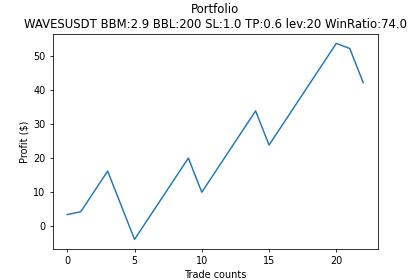 Portfolio
WAVESUSDT BBM:2.9 BBL:200 SL:1.0 TP:0.6 lev:20 WinRatio:74.0
Profit ($)
50
40
30
20
10
0
0 5 10 15 20
Trade counts